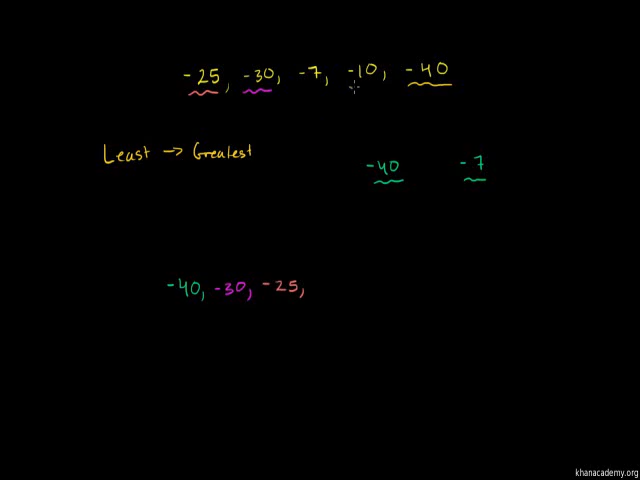 -25, -30, -7, -10, -40
Least → Greatest
-40 -7
-40, -30, -25,
khanacademy.org